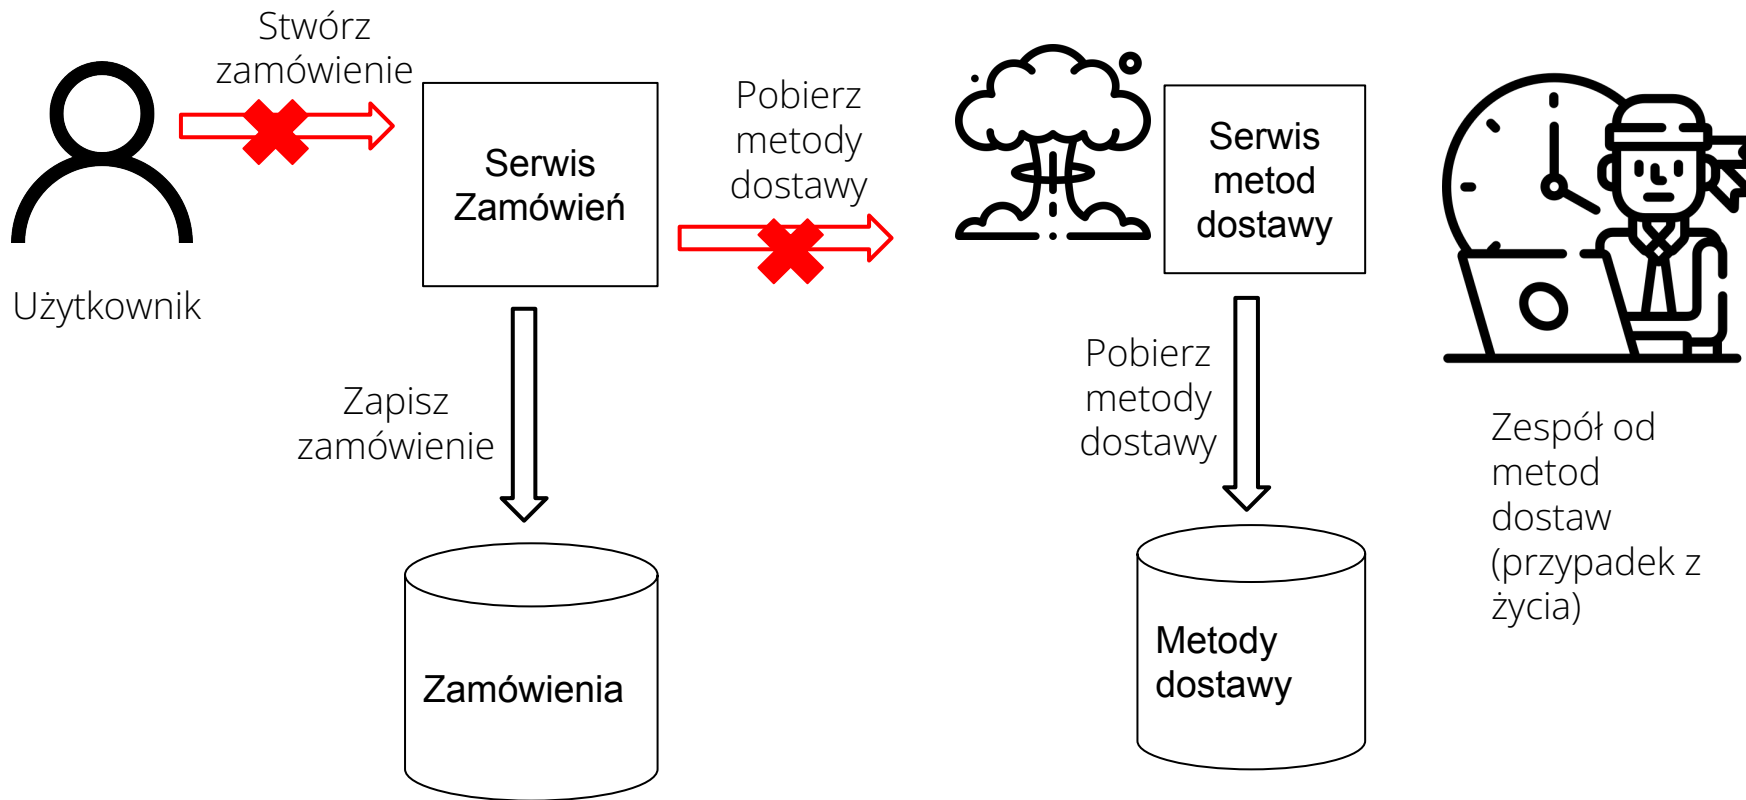 Stwórz
zamówienie
Użytkownik
Serwis
Zamówień
Pobierz
metody
dostawy
Serwis
metod
dostawy
Zapisz
zamówienie
Pobierz
metody
dostawy
Zamówienia
Metody
dostawy
Zespół od
metod
dostaw
(przypadek z
życia)